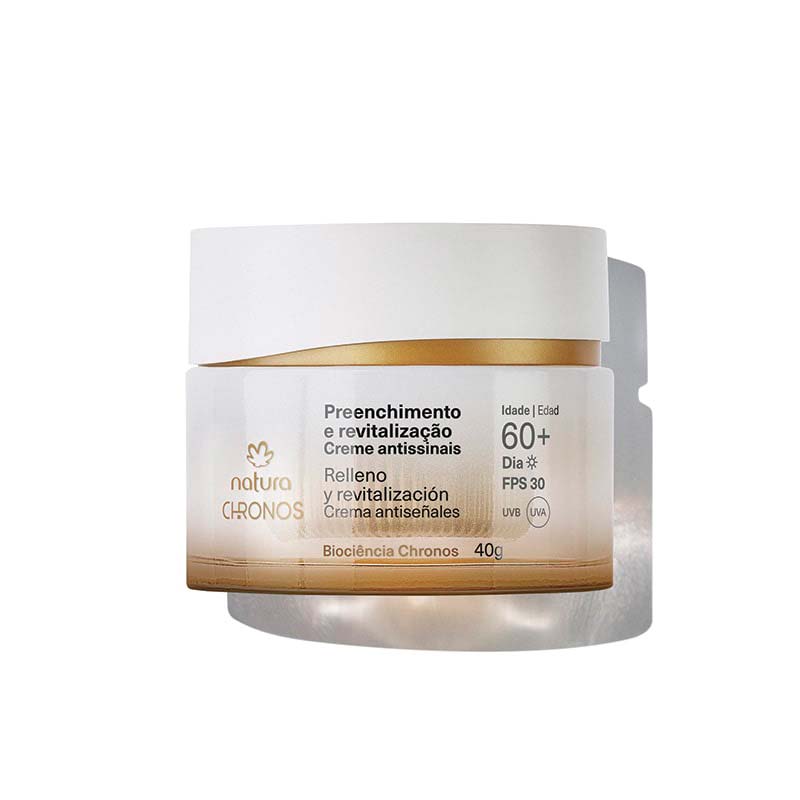 natura
CHRONOS
Preenchimento
e revitalização
Creme antissinais
Relleno
y revitalización
Crema antiseñales
Biociência Chronos 40g
Idade | Edad
60+
Dia
FPS 30
UVB UVA